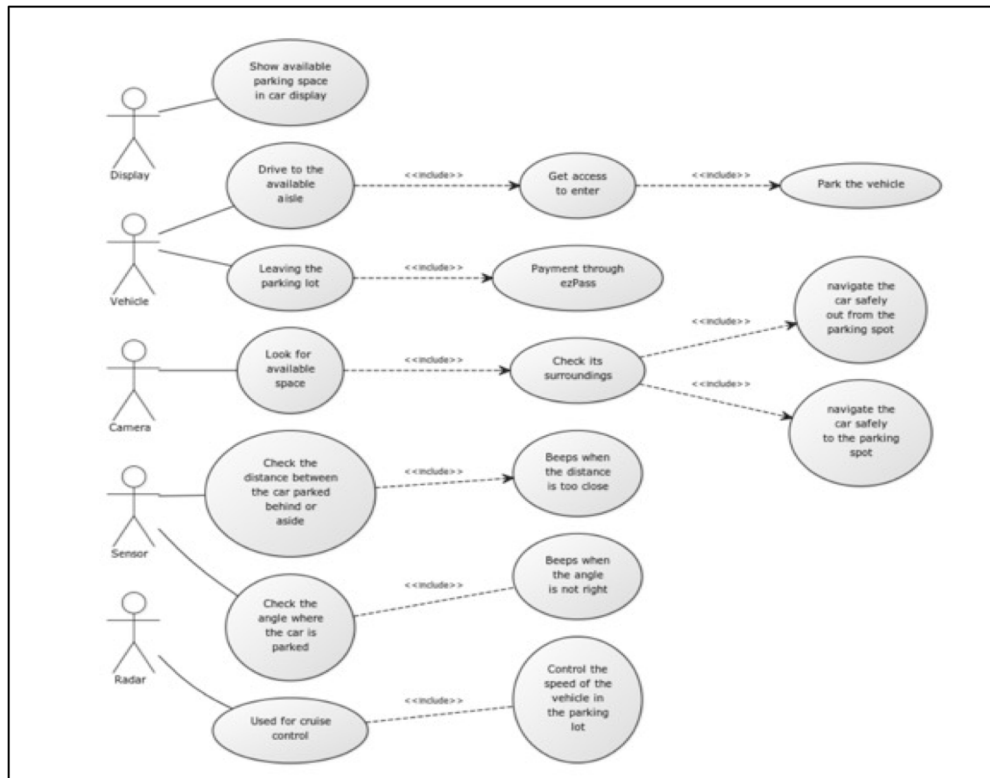 Show available
parking space
in car display
Display
Drive to the
available
aisle
<<include>>
Get access
to enter
<<include>>
Park the vehicle
Vehicle
Leaving the
parking lot
<<include>>
Payment through
ezPass
Camera
Look for
available
space
<<include>>
Check its
surroundings
<<include>>
navigate the
car safely
out from the
parking spot
<<include>>
navigate the
car safely
to the parking
spot
Sensor
Check the
distance between
the car parked
behind or
aside
<<include>>
Beeps when
the distance
is too close
Check the
angle where
the car is
parked
<<include>>
Beeps when
the angle
is not right
Radar
Used for cruise
control
<<include>>
Control the
speed of the
vehicle in
the parking
lot